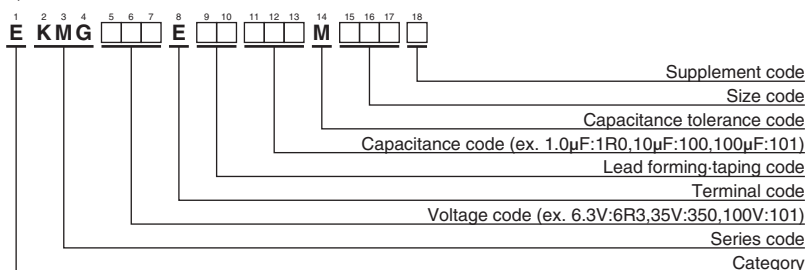 1 2 3 4 5 6 7 8 9 10 11 12 13 14 15 16 17 18
E KMG E M
Supplement code
Size code
Capacitance tolerance code
Capacitance code (ex. 1.0μF:1R0,10μF:100,100μF:101)
Lead forming·taping code
Terminal code
Voltage code (ex. 6.3V:6R3,35V:350,100V:101)
Series code
Category